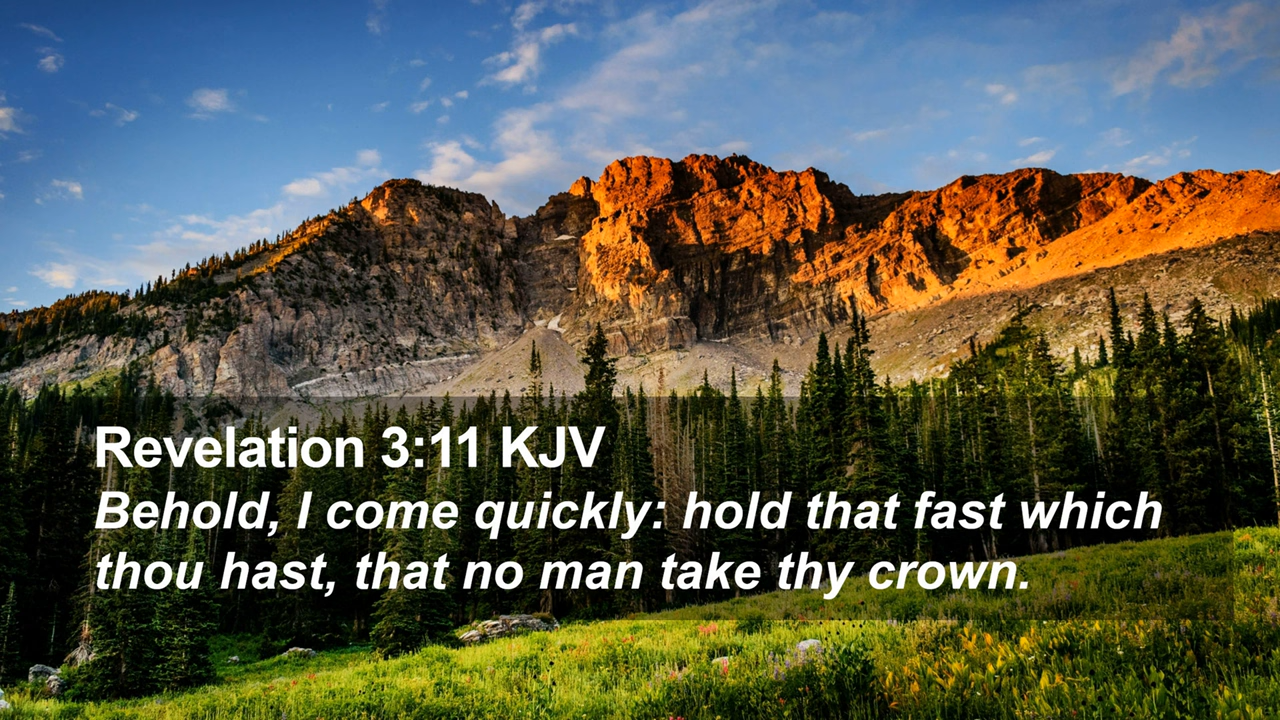 Revelation 3:11 KJV
Behold, I come quickly: hold that fast which
thou hast, that no man take thy crown.